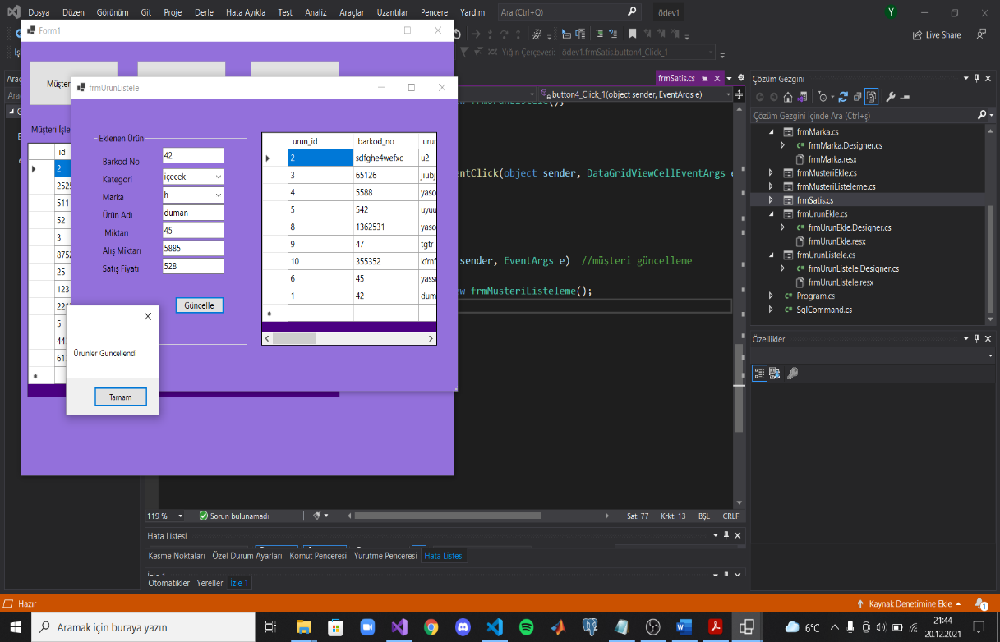 Dosya Düzen Görünüm Git Proje Derle Hata Ayıkla Test Analiz Araçlar Uzantılar Pencere Yardım Ara (Ctrl+Q) ödev1 Y
Form1
Live Share
Yığın Çerçevesi: ödev1.frmSatis.button4_Click_1
Müşter
frmUrunListele
frmSatis.cs
button4_Click_1(object sender, EventArgs e)
Müşteri İşler
Eklenen Ürün
Barkod No 42
Kategori içecek
Marka h
Ürün Adı duman
Miktarı 45
Alış Miktarı 5885
Satış Fiyatı 528
Güncelle
id
2
2525
511
52
3
8752
25
123
221
5
44
61
urun_id barkod_no urun
2 sdfghe4wefxc u2
3 65126 jiubj
4 5588 yaso
5 542 uyuu
8 1362531 yaso
9 47 tgtr
10 355352 kfrnf
6 45 yasse
1 42 dum
Ürünler Güncellendi
Tamam
entClick(object sender, DataGridViewCellEventArgs e
sender, EventArgs e) //müşteri güncelleme
w frmMusteriListeleme();
119 % Sorun bulunamadı Sat: 77 Krkt: 13 BŞL CRLF
Hata Listesi
Kesme Noktaları Özel Durum Ayarları Komut Penceresi Yürütme Penceresi Hata Listesi
İzle 1
Otomatikler Yereller İzle 1
Çözüm Gezgini
Çözüm Gezgini İçinde Ara (Ctrl+ş)
frmMarka.cs
frmMarka.Designer.cs
frmMarka.resx
frmMusteriEkle.cs
frmMusteriListeleme.cs
frmSatis.cs
frmUrunEkle.cs
frmUrunEkle.Designer.cs
frmUrunEkle.resx
frmUrunListele.cs
frmUrunListele.Designer.cs
frmUrunListele.resx
Program.cs
SqlCommand.cs
Özellikler
Hazır Kaynak Denetimine Ekle 1
Aramak için buraya yazın
6°C
21:44
20.12.2021